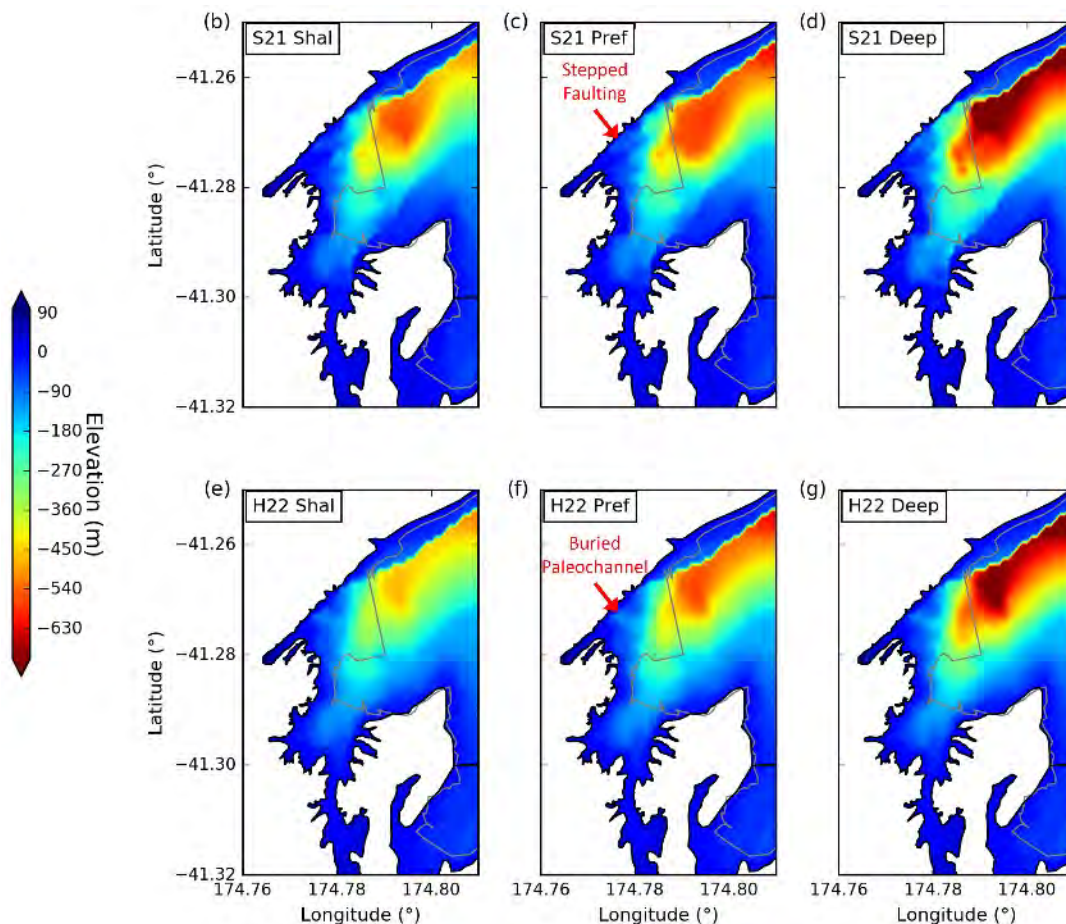 (b)
S21 Shal
(c)
S21 Pref
(d)
S21 Deep
Stepped
Faulting
−41.26
−41.28
−41.30
−41.32
Latitude (°)
90
0
−90
−180
−270
−360
−450
−540
−630
Elevation (m)
(e)
H22 Shal
(f)
H22 Pref
(g)
H22 Deep
Buried
Paleochannel
−41.26
−41.28
−41.30
−41.32
Latitude (°)
174.76
174.78
174.80
174.76
174.78
174.80
174.76
174.78
174.80
Longitude (°)
Longitude (°)
Longitude (°)